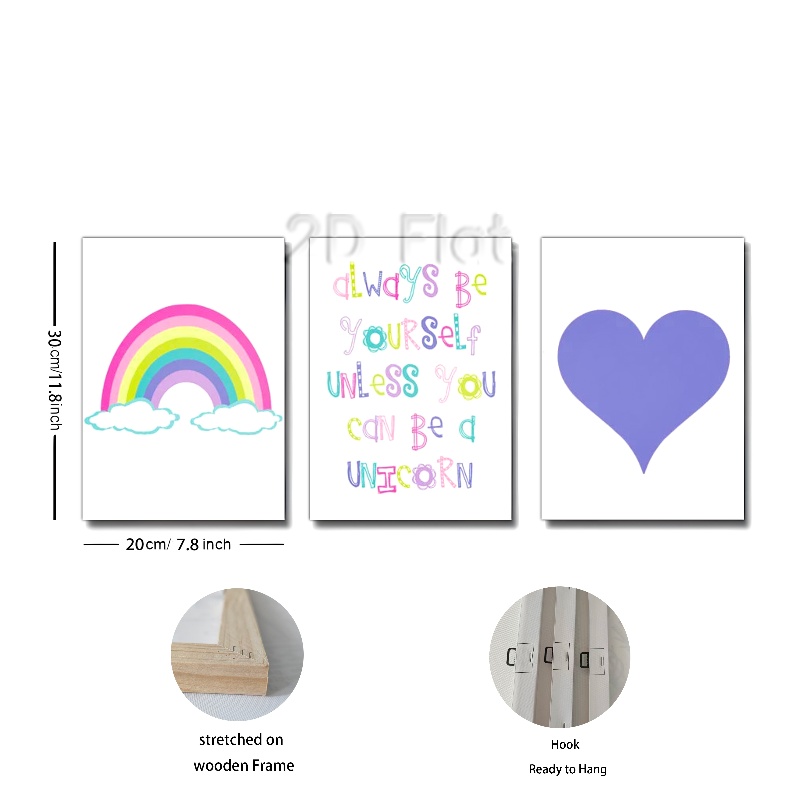 2D Flat
always be
yourself
unless you
can be a
unicorn
30cm/11.8inch
20cm/ 7.8 inch
stretched on
wooden Frame
Hook
Ready to Hang